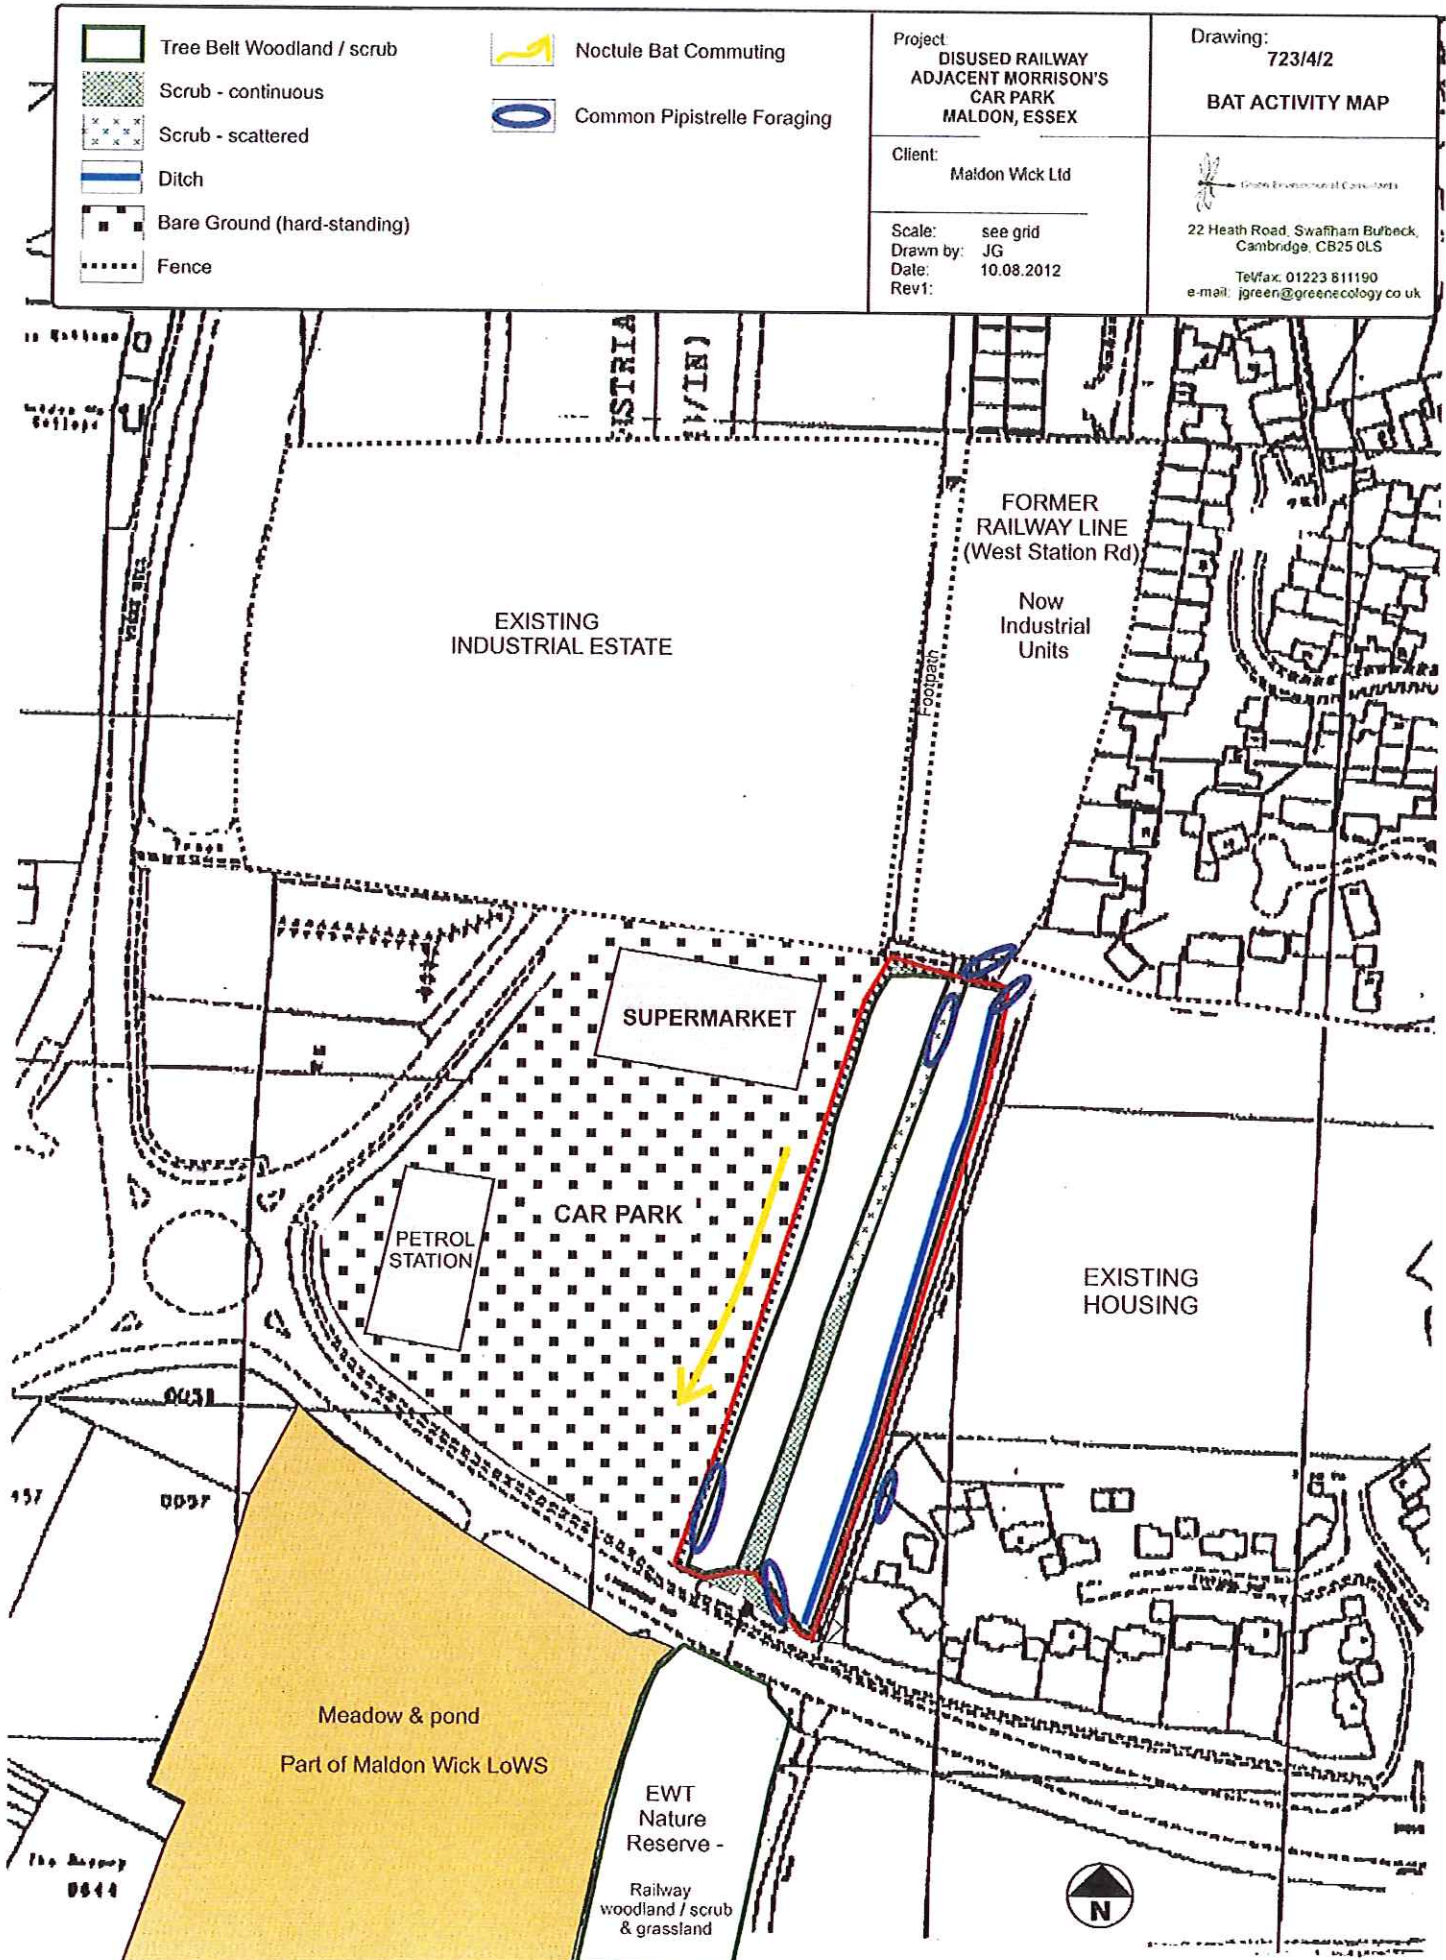 Tree Belt Woodland / scrub
Scrub - continuous
Scrub - scattered
Ditch
Bare Ground (hard-standing)
Fence
Noctule Bat Commuting
Common Pipistrelle Foraging
Project:
DISUSED RAILWAY
ADJACENT MORRISON'S
CAR PARK
MALDON, ESSEX
Client:
Maldon Wick Ltd
Scale: see grid
Drawn by: JG
Date: 10.08.2012
Rev1:
Drawing:
723/4/2
BAT ACTIVITY MAP
Green Environmental Consultants
22 Heath Road, Swaffham Bulbeck,
Cambridge, CB25 0LS
Tel/fax: 01223 811190
e-mail: jgreen@greenecology.co.uk
FORMER
RAILWAY LINE
(West Station Rd)
Now
Industrial
Units
EXISTING
INDUSTRIAL ESTATE
Footpath
SUPERMARKET
CAR PARK
PETROL
STATION
EXISTING
HOUSING
457
0057
Meadow & pond
Part of Maldon Wick LoWS
EWT
Nature
Reserve -
Railway
woodland / scrub
& grassland
N